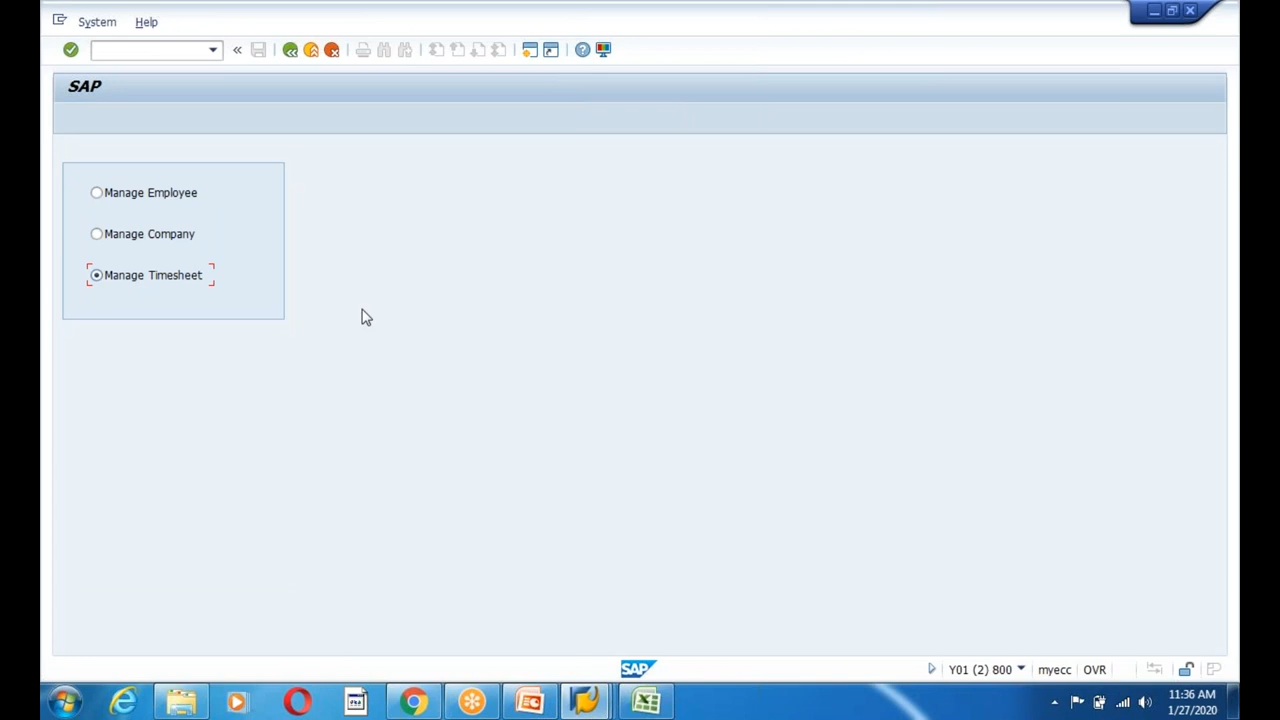 System Help
SAP
Manage Employee
Manage Company
Manage Timesheet
SAP
Y01 (2) 800 myecc OVR
11:36 AM
1/27/2020